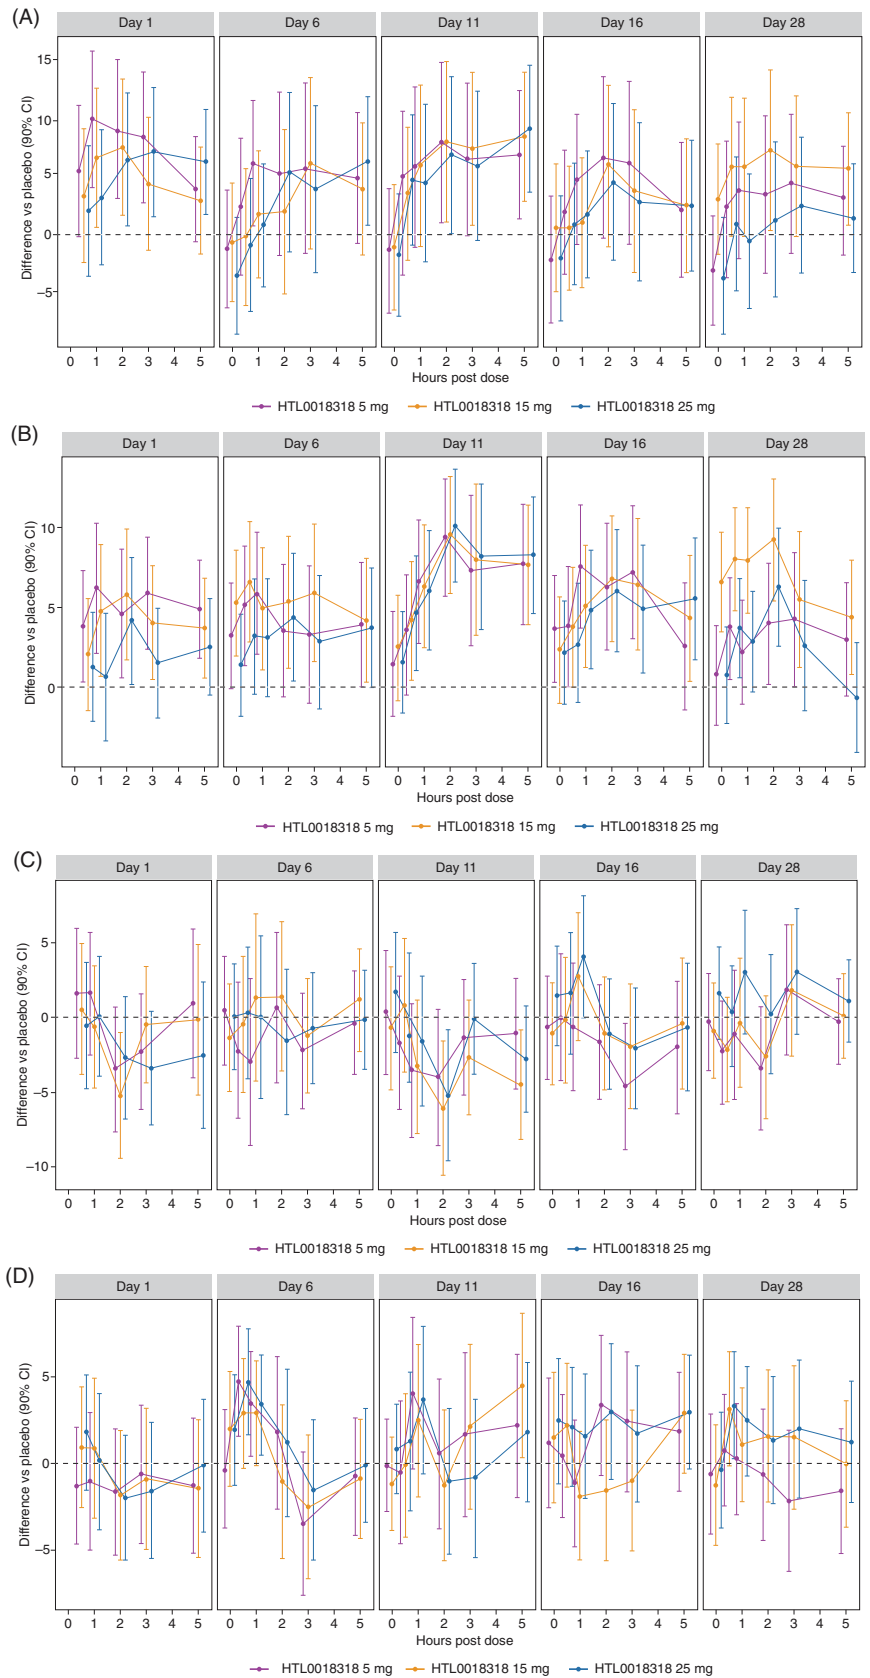 (A)
Day 1 Day 6 Day 11 Day 16 Day 28
Difference vs placebo (90% CI)
15
10
5
0
−5
0 1 2 3 4 5 0 1 2 3 4 5 0 1 2 3 4 5 0 1 2 3 4 5 0 1 2 3 4 5
Hours post dose
HTL0018318 5 mg HTL0018318 15 mg HTL0018318 25 mg
(B)
Day 1 Day 6 Day 11 Day 16 Day 28
Difference vs placebo (90% CI)
10
5
0
0 1 2 3 4 5 0 1 2 3 4 5 0 1 2 3 4 5 0 1 2 3 4 5 0 1 2 3 4 5
Hours post dose
HTL0018318 5 mg HTL0018318 15 mg HTL0018318 25 mg
(C)
Day 1 Day 6 Day 11 Day 16 Day 28
Difference vs placebo (90% CI)
5
0
−5
−10
0 1 2 3 4 5 0 1 2 3 4 5 0 1 2 3 4 5 0 1 2 3 4 5 0 1 2 3 4 5
Hours post dose
HTL0018318 5 mg HTL0018318 15 mg HTL0018318 25 mg
(D)
Day 1 Day 6 Day 11 Day 16 Day 28
Difference vs placebo (90% CI)
5
0
−5
0 1 2 3 4 5 0 1 2 3 4 5 0 1 2 3 4 5 0 1 2 3 4 5 0 1 2 3 4 5
Hours post dose
HTL0018318 5 mg HTL0018318 15 mg HTL0018318 25 mg